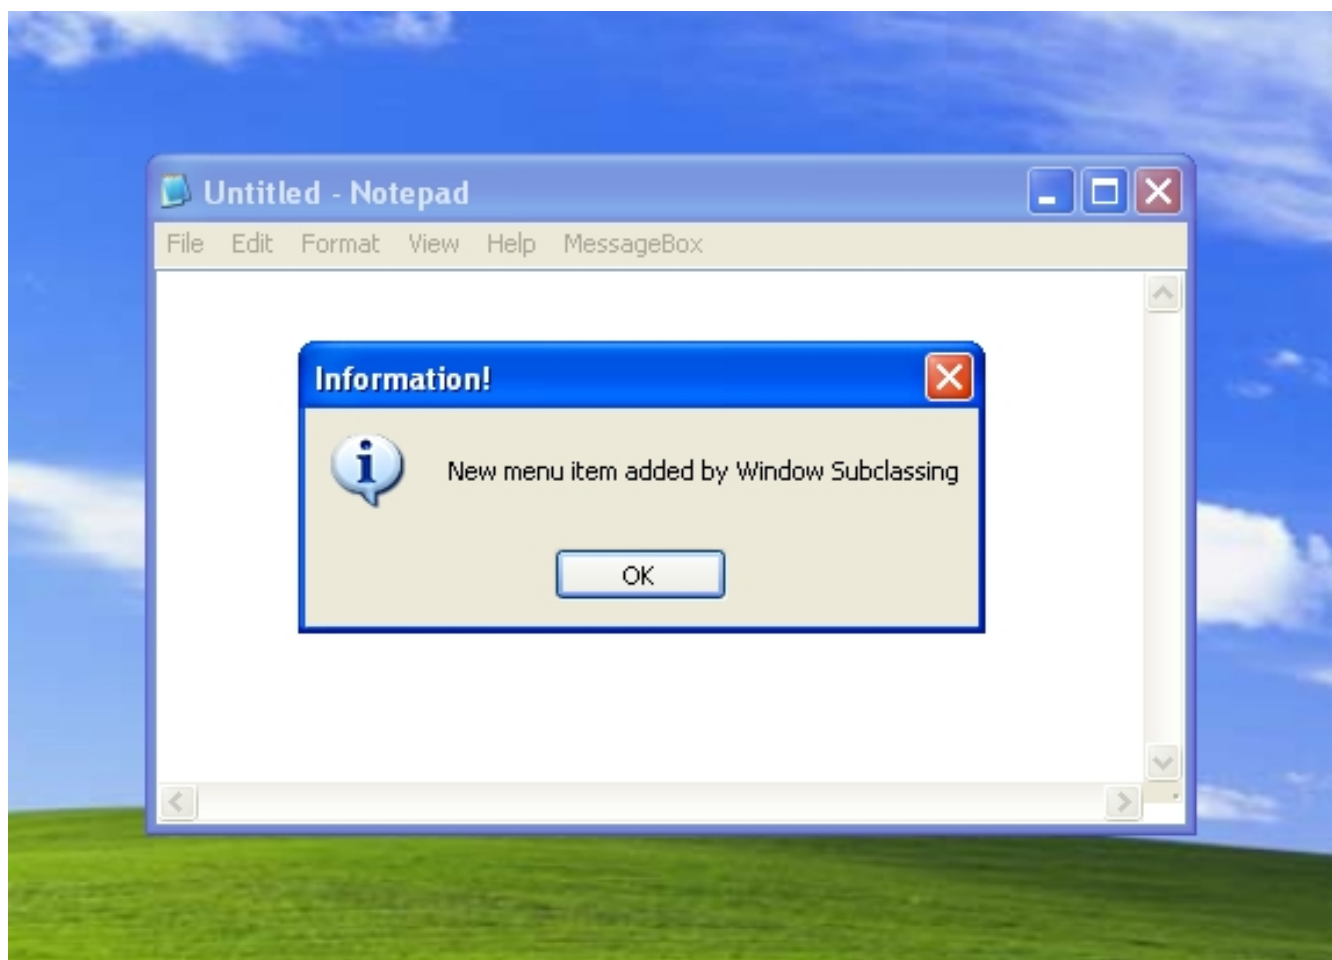 Untitled - Notepad
File Edit Format View Help MessageBox
Information!
New menu item added by Window Subclassing
OK